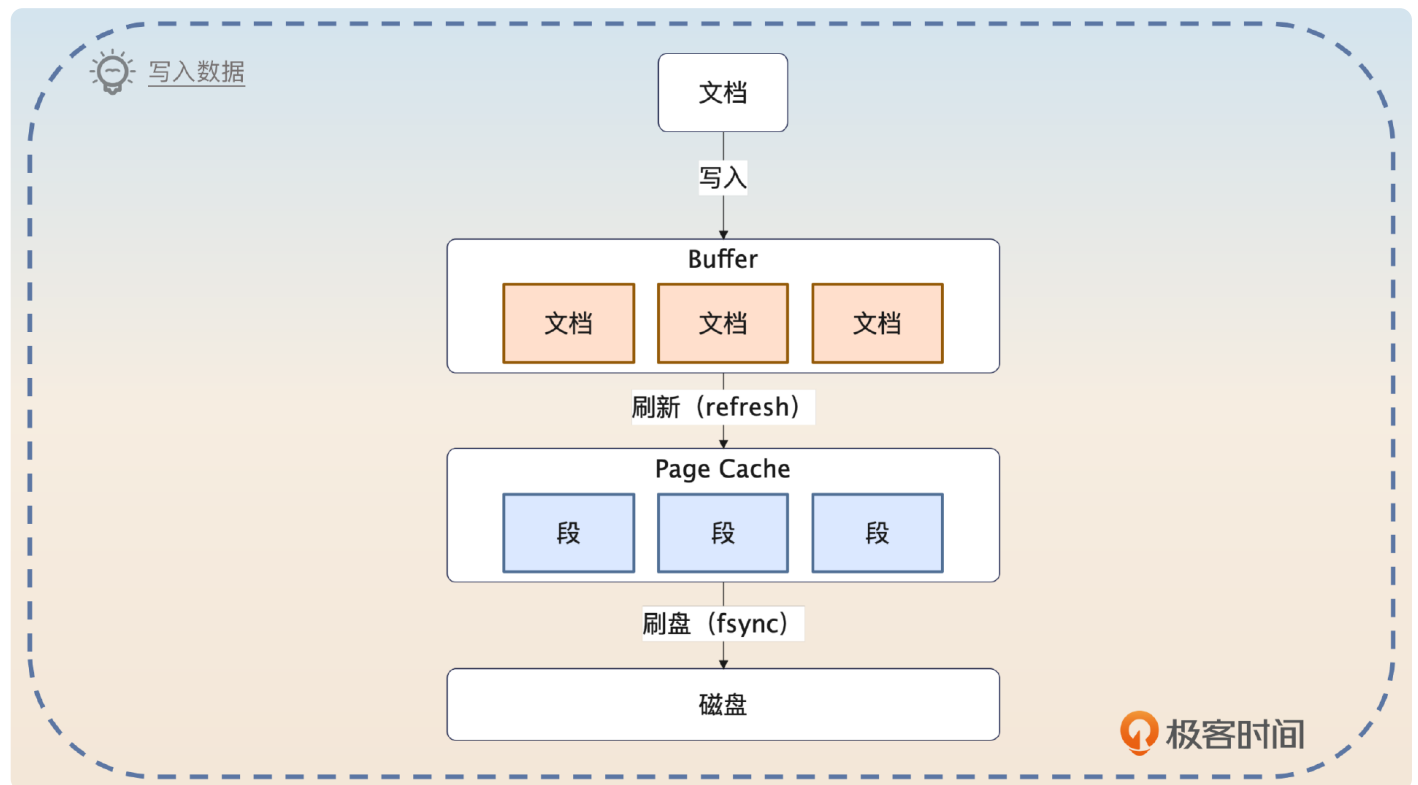 写入数据
文档
写入
Buffer
文档 文档 文档
刷新（refresh）
Page Cache
段 段 段
刷盘（fsync）
磁盘
极客时间